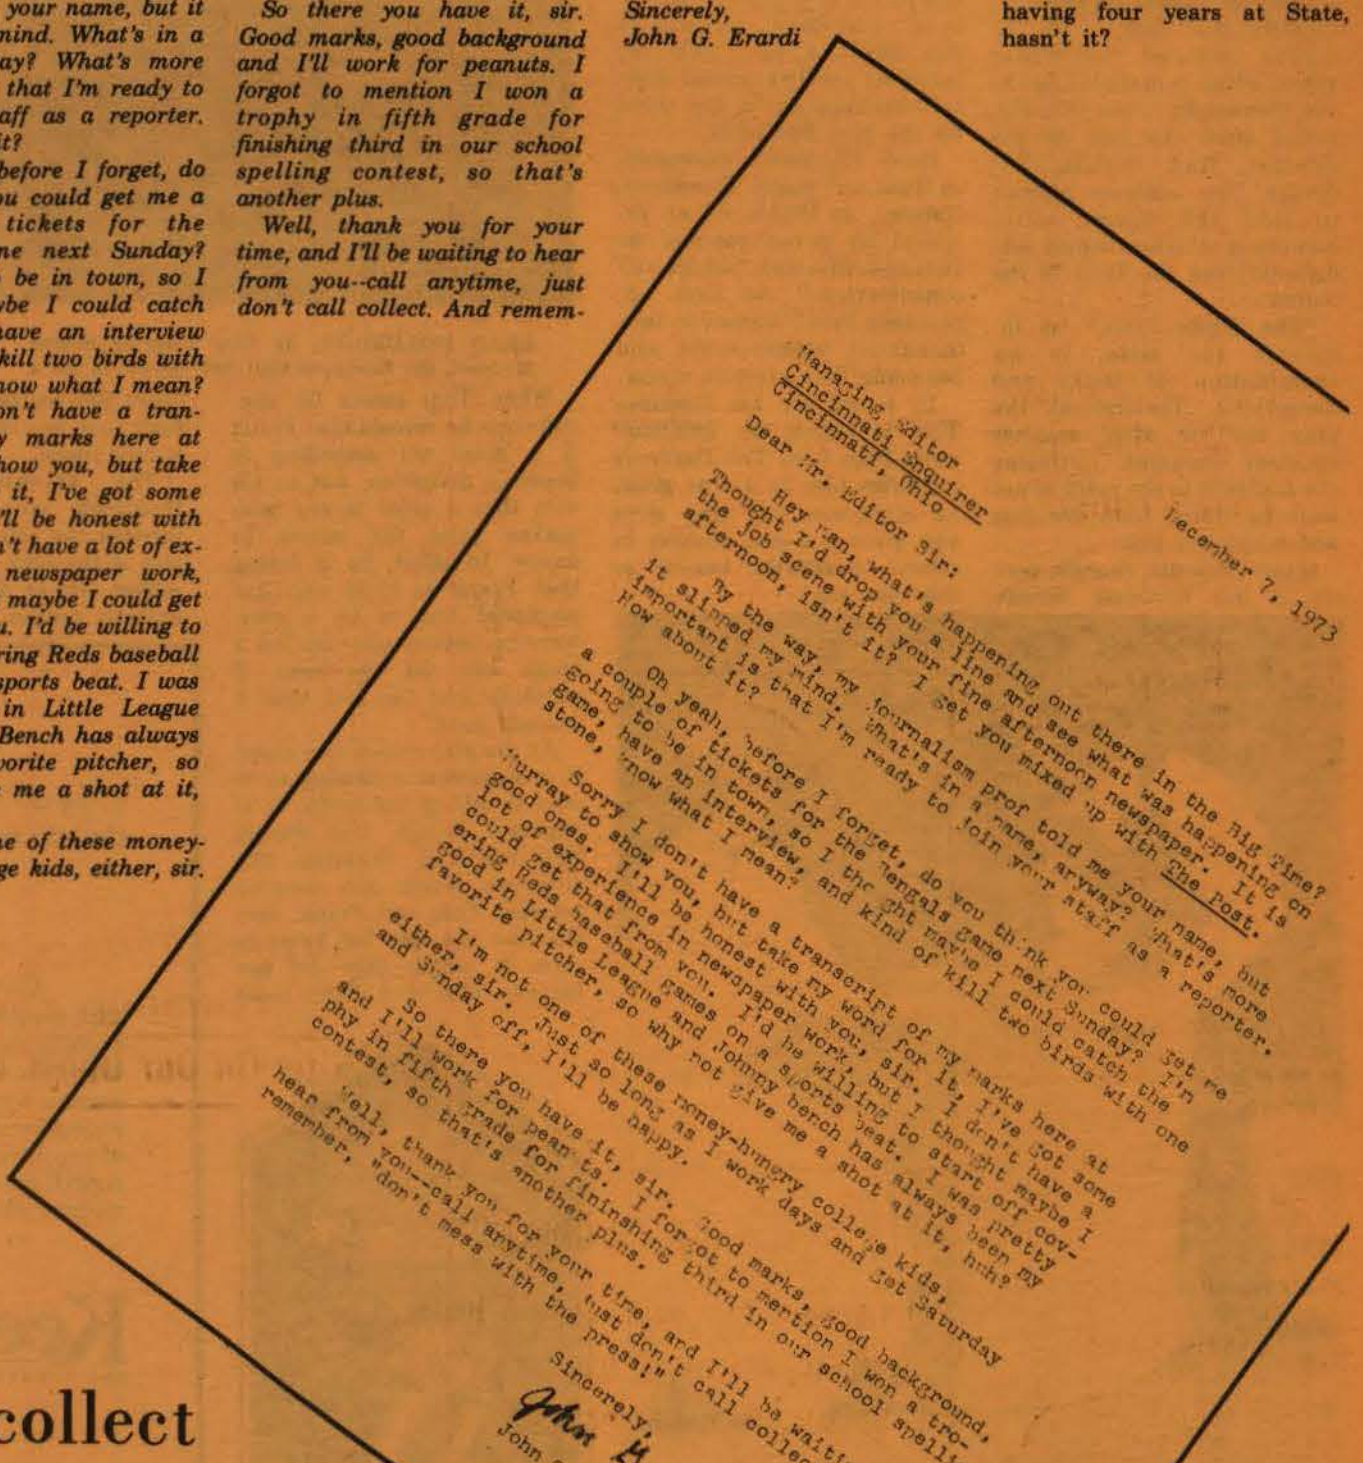 your name, but it
mind. What's in a
ay? What's more
that I'm ready to
aff as a reporter.
it?
before I forget, do
ou could get me a
tickets for the
me next Sunday?
be in town, so I
ybe I could catch
have an interview
kill two birds with
now what I mean?
on't have a tran-
y marks here at
how you, but take
it, I've got some
'll be honest with
n't have a lot of ex-
newspaper work,
maybe I could get
u. I'd be willing to
ring Reds baseball
sports beat. I was
in Little League
Bench has always
vorite pitcher, so
me a shot at it,
ne of these money-
ge kids, either, sir.
So there you have it, sir.
Good marks, good background
and I'll work for peanuts. I
forgot to mention I won a
trophy in fifth grade for
finishing third in our school
spelling contest, so that's
another plus.
Well, thank you for your
time, and I'll be waiting to hear
from you--call anytime, just
don't call collect. And remem-
Sincerely,
John G. Erardi
having four years at State,
hasn't it?
December 7, 1973
Managing Editor
Cincinnati Enquirer
Cincinnati, Ohio
Dear Mr. Editor Sir:
Hey man, what's happening out there in the Big Time?
Thought I'd drop you a line and see what was happening on
the job scene with your fine afternoon newspaper. It is
afternoon, isn't it? I get you mixed up with The Post.
By the way, my journalism prof told me your name, but
it slipped my mind. What's in a name, anyway? What's more
important is that I'm ready to join your staff as a reporter.
How about it?
Oh yeah, before I forget, do you think you could get me
a couple of tickets for the Bengals game next Sunday? I'm
going to be in town, so I thought maybe I could catch the
game, have an interview, and kind of kill two birds with one
stone, know what I mean?
Sorry I don't have a transcript of my marks here at
Murray to show you, but take my word for it, I've got some
good ones. I'll be honest with you, sir. I don't have a
lot of experience in newspaper work, but I thought maybe I
could get that from you. I'd be willing to start off cov-
ering Reds baseball games on a sports beat. I was pretty
good in Little League and Johnny bench has always been my
favorite pitcher, so why not give me a shot at it, huh?
I'm not one of these money-hungry college kids,
either, sir. Just so long as I work days and get Saturday
and Sunday off, I'll be happy.
So there you have it, sir. Good marks, good background,
and I'll work for peanuts. I forgot to mention I won a tro-
phy in fifth grade for fininshing third in our school spelli
contest, so that's another plus.
Well, thank you for your time, and I'll be waiti
hear from you--call anytime, just don't call collec
remember, "don't mess with the press!"
Sincerely,
John G
John
collect